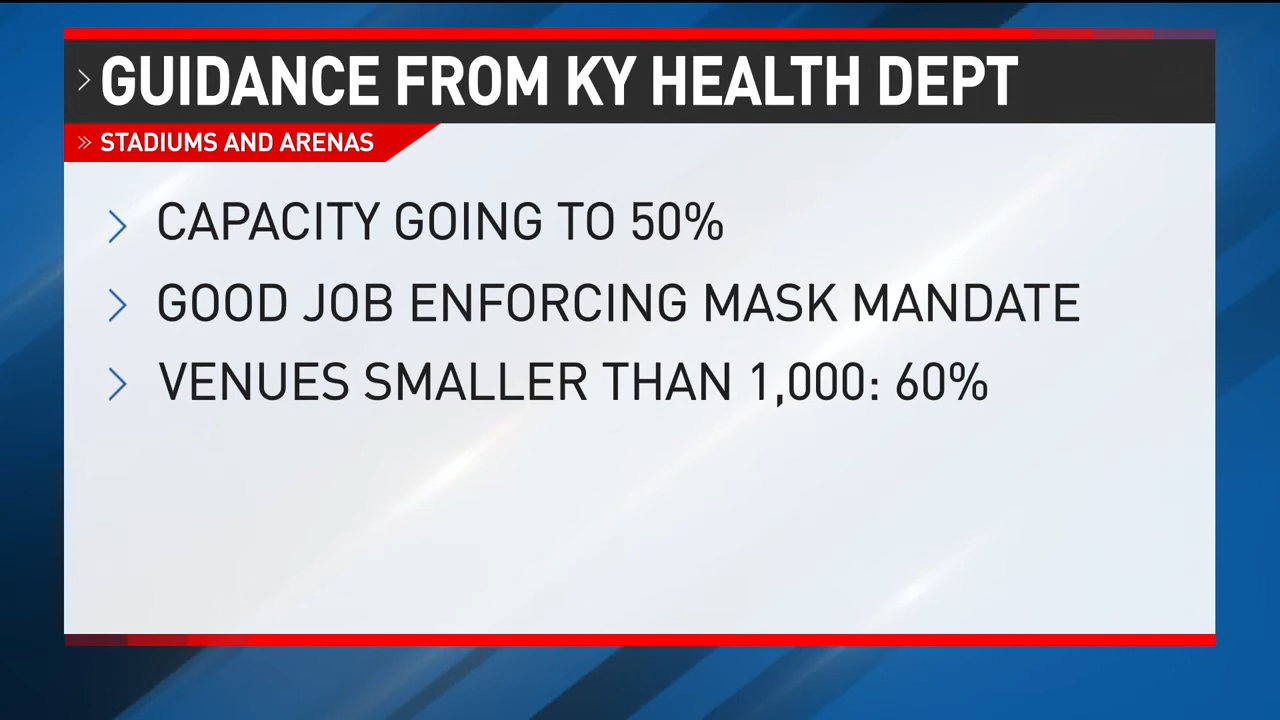 GUIDANCE FROM KY HEALTH DEPT
STADIUMS AND ARENAS
CAPACITY GOING TO 50%
GOOD JOB ENFORCING MASK MANDATE
VENUES SMALLER THAN 1,000: 60%